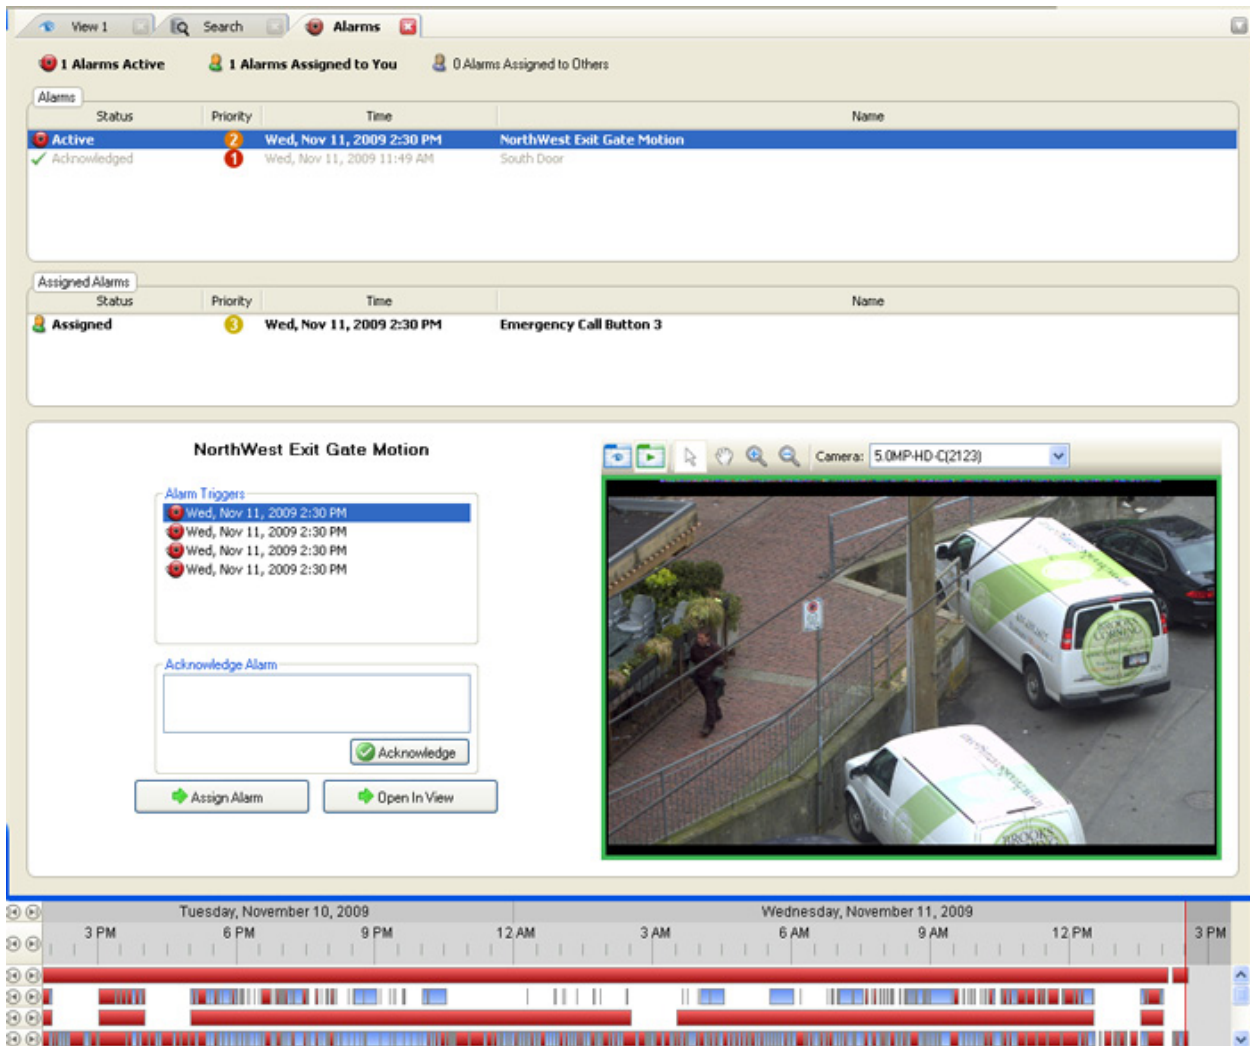 View 1 Search Alarms
1 Alarms Active 1 Alarms Assigned to You 0 Alarms Assigned to Others
Alarms
Status Priority Time Name
Active 2 Wed, Nov 11, 2009 2:30 PM NorthWest Exit Gate Motion
Acknowledged 1 Wed, Nov 11, 2009 11:49 AM South Door
Assigned Alarms
Status Priority Time Name
Assigned 3 Wed, Nov 11, 2009 2:30 PM Emergency Call Button 3
NorthWest Exit Gate Motion
Camera: 5.0MP-HD-C(2123)
Alarm Triggers
Wed, Nov 11, 2009 2:30 PM
Wed, Nov 11, 2009 2:30 PM
Wed, Nov 11, 2009 2:30 PM
Wed, Nov 11, 2009 2:30 PM
Acknowledge Alarm
Acknowledge
Assign Alarm Open In View
BROOKS
CORNING
BROOKS
Tuesday, November 10, 2009 Wednesday, November 11, 2009
3 PM 6 PM 9 PM 12 AM 3 AM 6 AM 9 AM 12 PM 3 PM